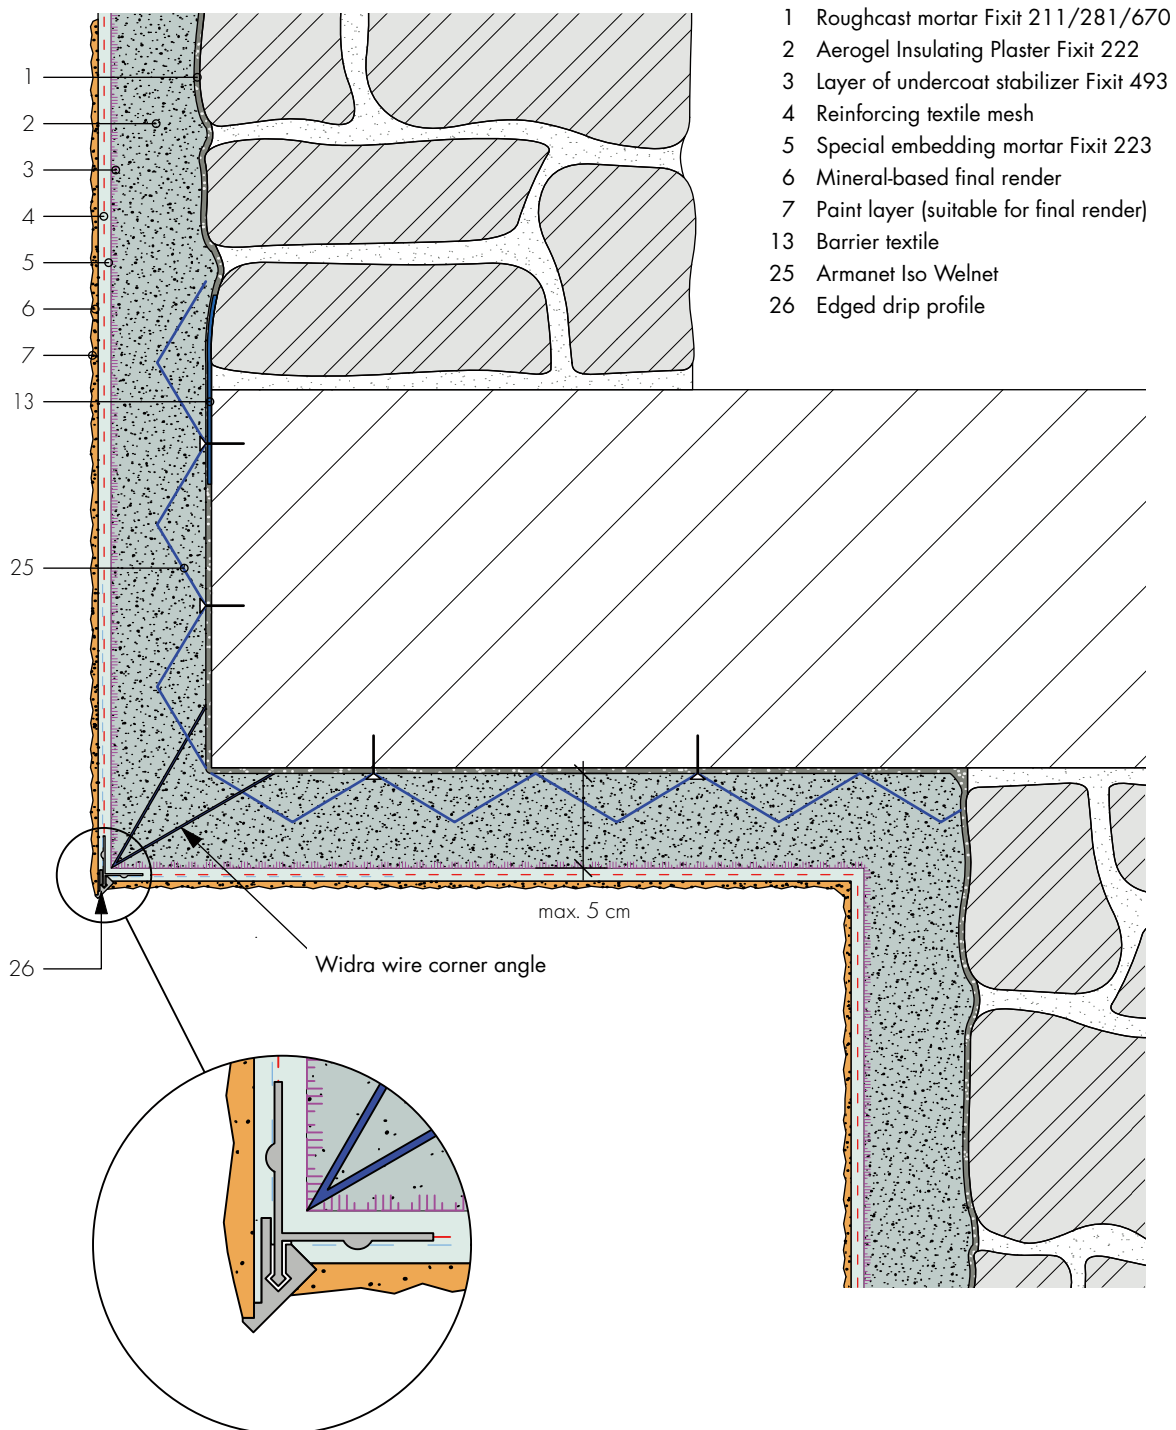 1 Roughcast mortar Fixit 211/281/670
2 Aerogel Insulating Plaster Fixit 222
3 Layer of undercoat stabilizer Fixit 493
4 Reinforcing textile mesh
5 Special embedding mortar Fixit 223
6 Mineral-based final render
7 Paint layer (suitable for final render)
13 Barrier textile
25 Armanet Iso Welnet
26 Edged drip profile
1
2
3
4
5
6
7
13
25
max. 5 cm
Widra wire corner angle
26